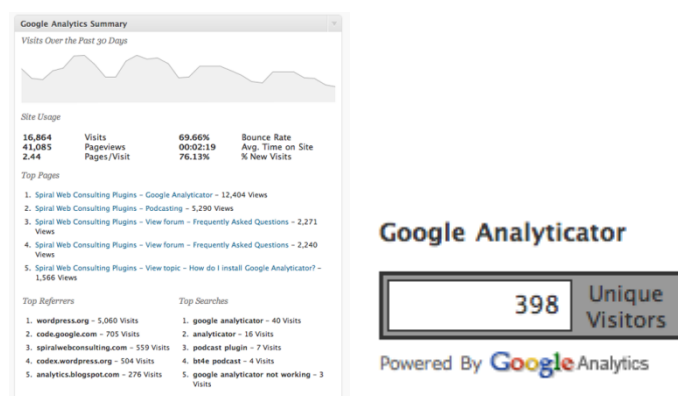 Google Analytics Summary
Visits Over the Past 30 Days
Site Usage
16,864 Visits 69.66% Bounce Rate
41,085 Pageviews 00:02:19 Avg. Time on Site
2.44 Pages/Visit 76.13% % New Visits
Top Pages
1. Spiral Web Consulting Plugins – Google Analyticator – 12,404 Views
2. Spiral Web Consulting Plugins – Podcasting – 5,290 Views
3. Spiral Web Consulting Plugins – View forum – Frequently Asked Questions – 2,271
Views
4. Spiral Web Consulting Plugins – View forum – Frequently Asked Questions – 2,240
Views
5. Spiral Web Consulting Plugins – View topic – How do I install Google Analyticator? –
1,566 Views
Top Referrers
1. wordpress.org – 5,060 Visits
2. code.google.com – 705 Visits
3. spiralwebconsulting.com – 559 Visits
4. codex.wordpress.org – 504 Visits
5. analytics.blogspot.com – 276 Visits
Top Searches
1. google analyticator – 40 Visits
2. analyticator – 16 Visits
3. podcast plugin – 7 Visits
4. bt4e podcast – 4 Visits
5. google analyticator not working – 3
Visits
Google Analyticator
398 Unique
Visitors
Powered By Google Analytics